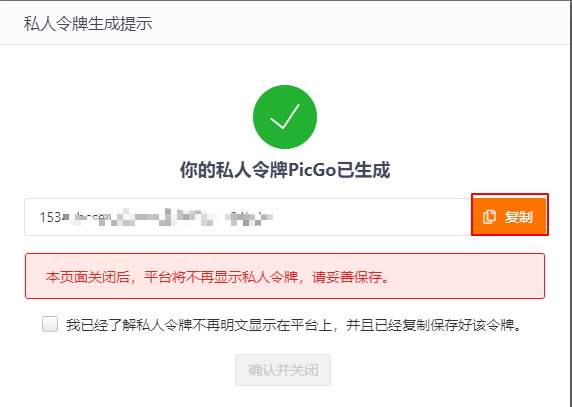 私人令牌生成提示
你的私人令牌PicGo已生成
复制
本页面关闭后，平台将不再显示私人令牌，请妥善保存。
我已经了解私人令牌不再明文显示在平台上，并且已经复制保存好该令牌。
确认并关闭